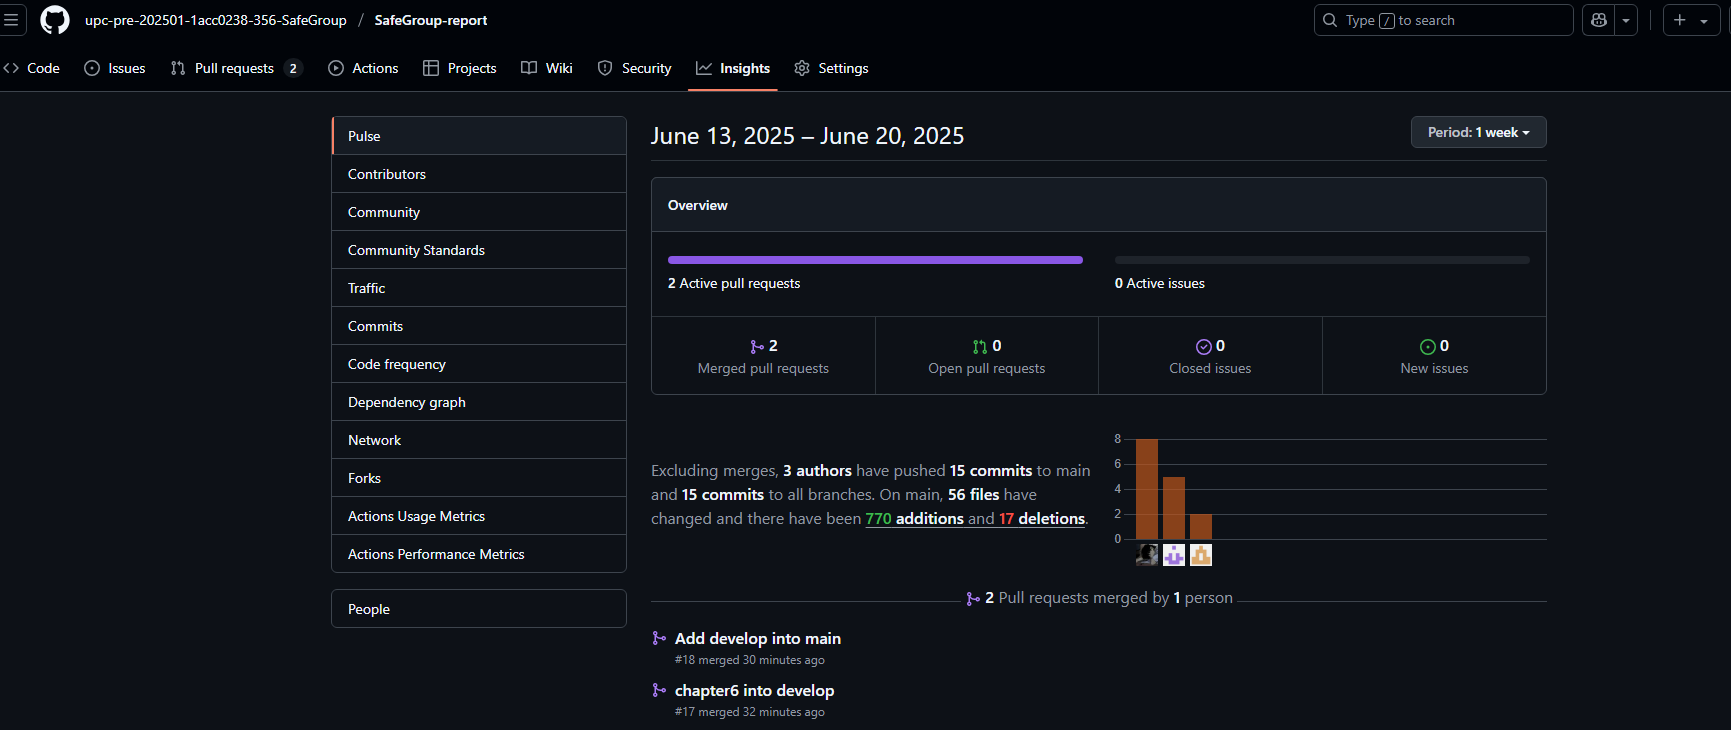 upc-pre-202501-1acc0238-356-SafeGroup / SafeGroup-report
Type / to search
Code
Issues
Pull requests 2
Actions
Projects
Wiki
Security
Insights
Settings
Pulse
Contributors
Community
Community Standards
Traffic
Commits
Code frequency
Dependency graph
Network
Forks
Actions Usage Metrics
Actions Performance Metrics
People
June 13, 2025 – June 20, 2025
Period: 1 week
Overview
2 Active pull requests
0 Active issues
2
Merged pull requests
0
Open pull requests
0
Closed issues
0
New issues
Excluding merges, 3 authors have pushed 15 commits to main
and 15 commits to all branches. On main, 56 files have
changed and there have been 770 additions and 17 deletions.
8
6
4
2
0
2 Pull requests merged by 1 person
Add develop into main
#18 merged 30 minutes ago
chapter6 into develop
#17 merged 32 minutes ago